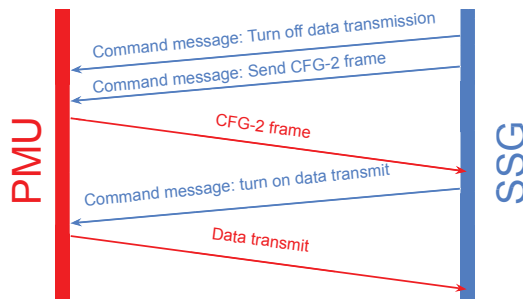 Command message: Turn off data transmission
Command message: Send CFG-2 frame
PMU
CFG-2 frame
SSG
Command message: turn on data transmit
Data transmit